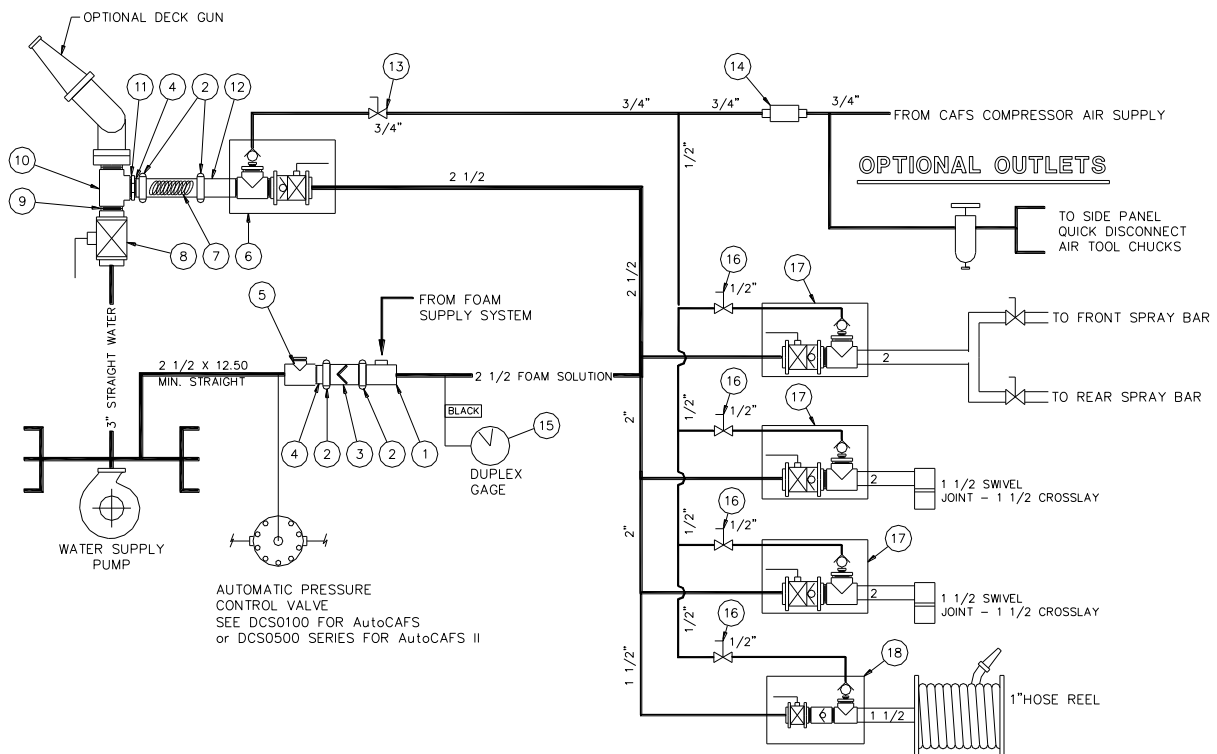 OPTIONAL DECK GUN
11
4
2
12
13
14
3/4"
3/4"
3/4"
3/4"
FROM CAFS COMPRESSOR AIR SUPPLY
10
9
8
7
6
2
2 1/2
1/2"
OPTIONAL OUTLETS
TO SIDE PANEL
QUICK DISCONNECT
AIR TOOL CHUCKS
2 1/2
16
1/2"
17
2
TO FRONT SPRAY BAR
TO REAR SPRAY BAR
3" STRAIGHT WATER
5
FROM FOAM
SUPPLY SYSTEM
2 1/2 X 12.50
MIN. STRAIGHT
2 1/2 FOAM SOLUTION
4
2
3
2
1
BLACK
15
DUPLEX
GAGE
WATER SUPPLY
PUMP
AUTOMATIC PRESSURE
CONTROL VALVE
SEE DCS0100 FOR AutoCAFS
or DCS0500 SERIES FOR AutoCAFS II
2"
1/2"
16
1/2"
17
2
1 1/2 SWIVEL
JOINT - 1 1/2 CROSSLAY
2"
1/2"
16
1/2"
17
2
1 1/2 SWIVEL
JOINT - 1 1/2 CROSSLAY
1 1/2"
1/2"
16
1/2"
18
1 1/2
1"HOSE REEL